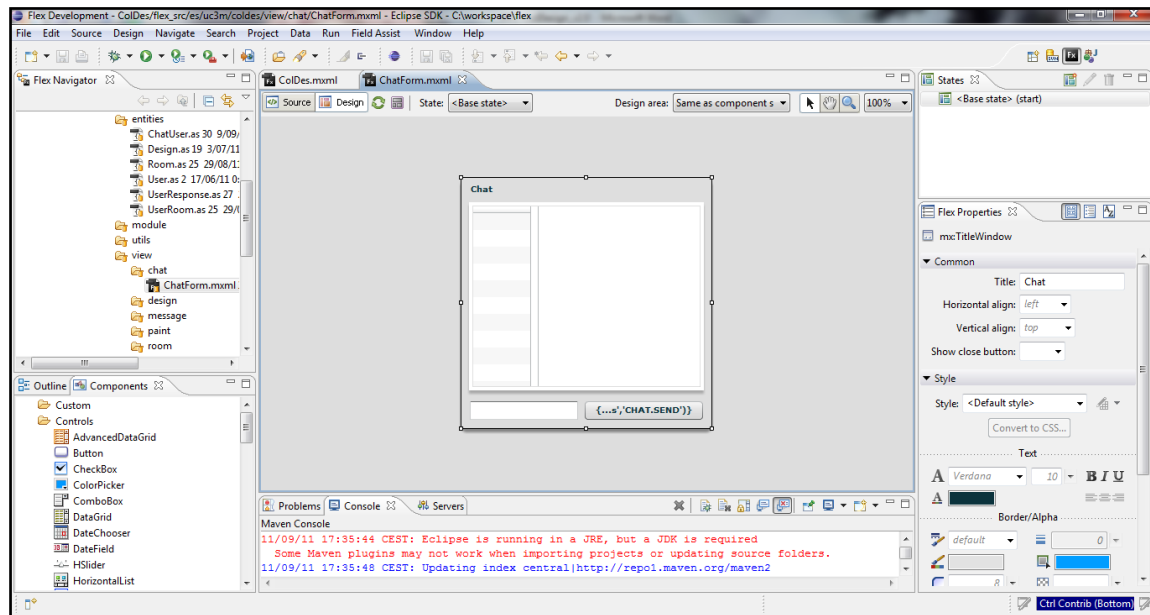 Flex Development - ColDes/flex_src/es/uc3m/coldes/view/chat/ChatForm.mxml - Eclipse SDK - C:\workspace\flex
File Edit Source Design Navigate Search Project Data Run Field Assist Window Help
Flex Navigator
entities
ChatUser.as 30 9/09/
Design.as 19 3/07/11
Room.as 25 29/08/1
User.as 2 17/06/11 0:
UserResponse.as 27
UserRoom.as 25 29/0
module
utils
view
chat
ChatForm.mxml
design
message
paint
room
Outline Components
Custom
Controls
AdvancedDataGrid
Button
CheckBox
ColorPicker
ComboBox
DataGrid
DateChooser
DateField
HSlider
HorizontalList
ColDes.mxml ChatForm.mxml
Source Design State: <Base state> Design area: Same as component s 100%
Chat
{...s','CHAT.SEND')}
Problems Console Servers
Maven Console
11/09/11 17:35:44 CEST: Eclipse is running in a JRE, but a JDK is required
Some Maven plugins may not work when importing projects or updating source folders.
11/09/11 17:35:48 CEST: Updating index central|http://repo1.maven.org/maven2
States
<Base state> (start)
Flex Properties
mx:TitleWindow
Common
Title: Chat
Horizontal align: left
Vertical align: top
Show close button:
Style
Style: <Default style>
Convert to CSS...
Text
A Verdana 10 B I U
A
Border/Alpha
default 0
8
Ctrl Contrib (Bottom)